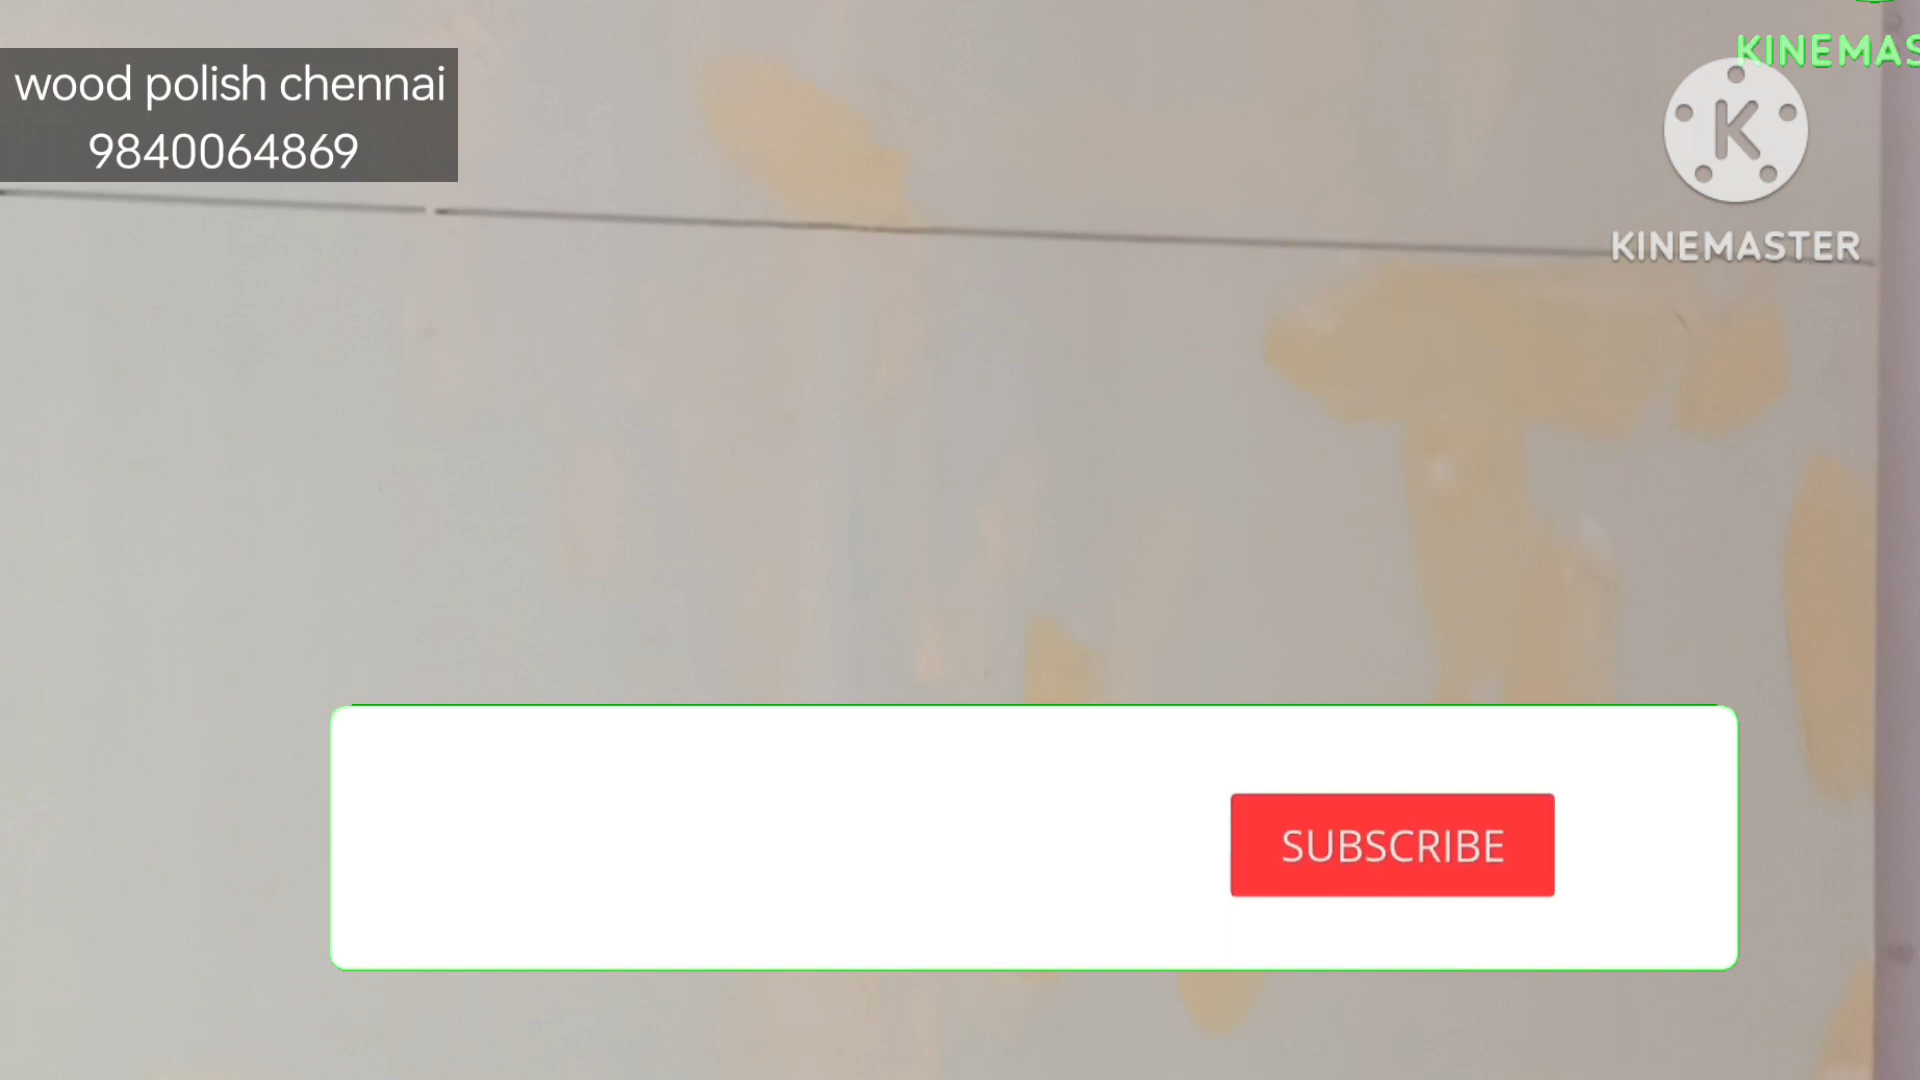 KINEMAS
wood polish chennai
9840064869
K
KINEMASTER
SUBSCRIBE